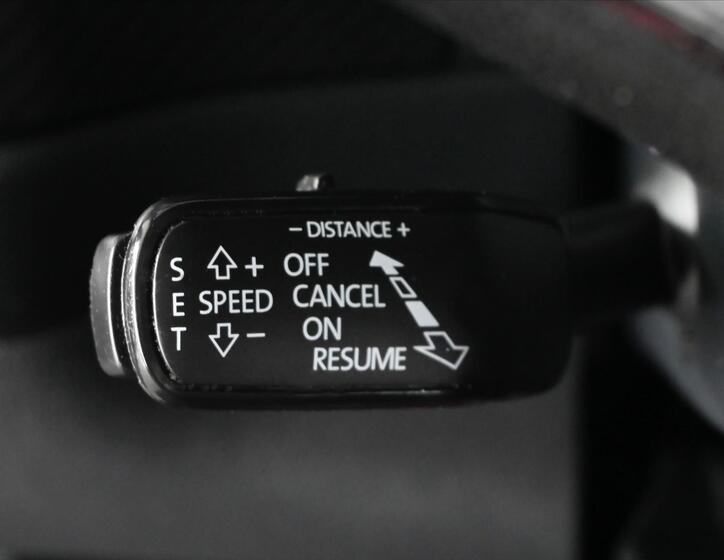 - DISTANCE +
S
E
T
+
SPEED
-
OFF
CANCEL
ON
RESUME